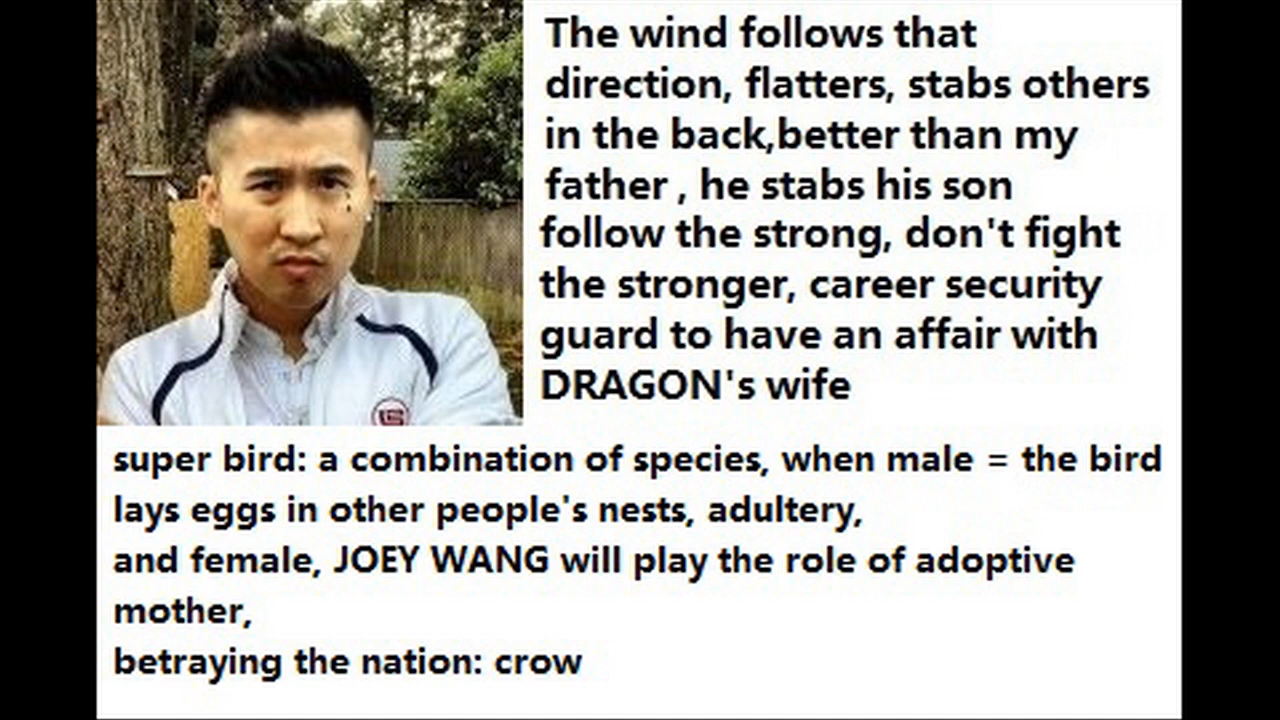 The wind follows that
direction, flatters, stabs others
in the back,better than my
father , he stabs his son
follow the strong, don't fight
the stronger, career security
guard to have an affair with
DRAGON's wife
super bird: a combination of species, when male = the bird
lays eggs in other people's nests, adultery,
and female, JOEY WANG will play the role of adoptive
mother,
betraying the nation: crow